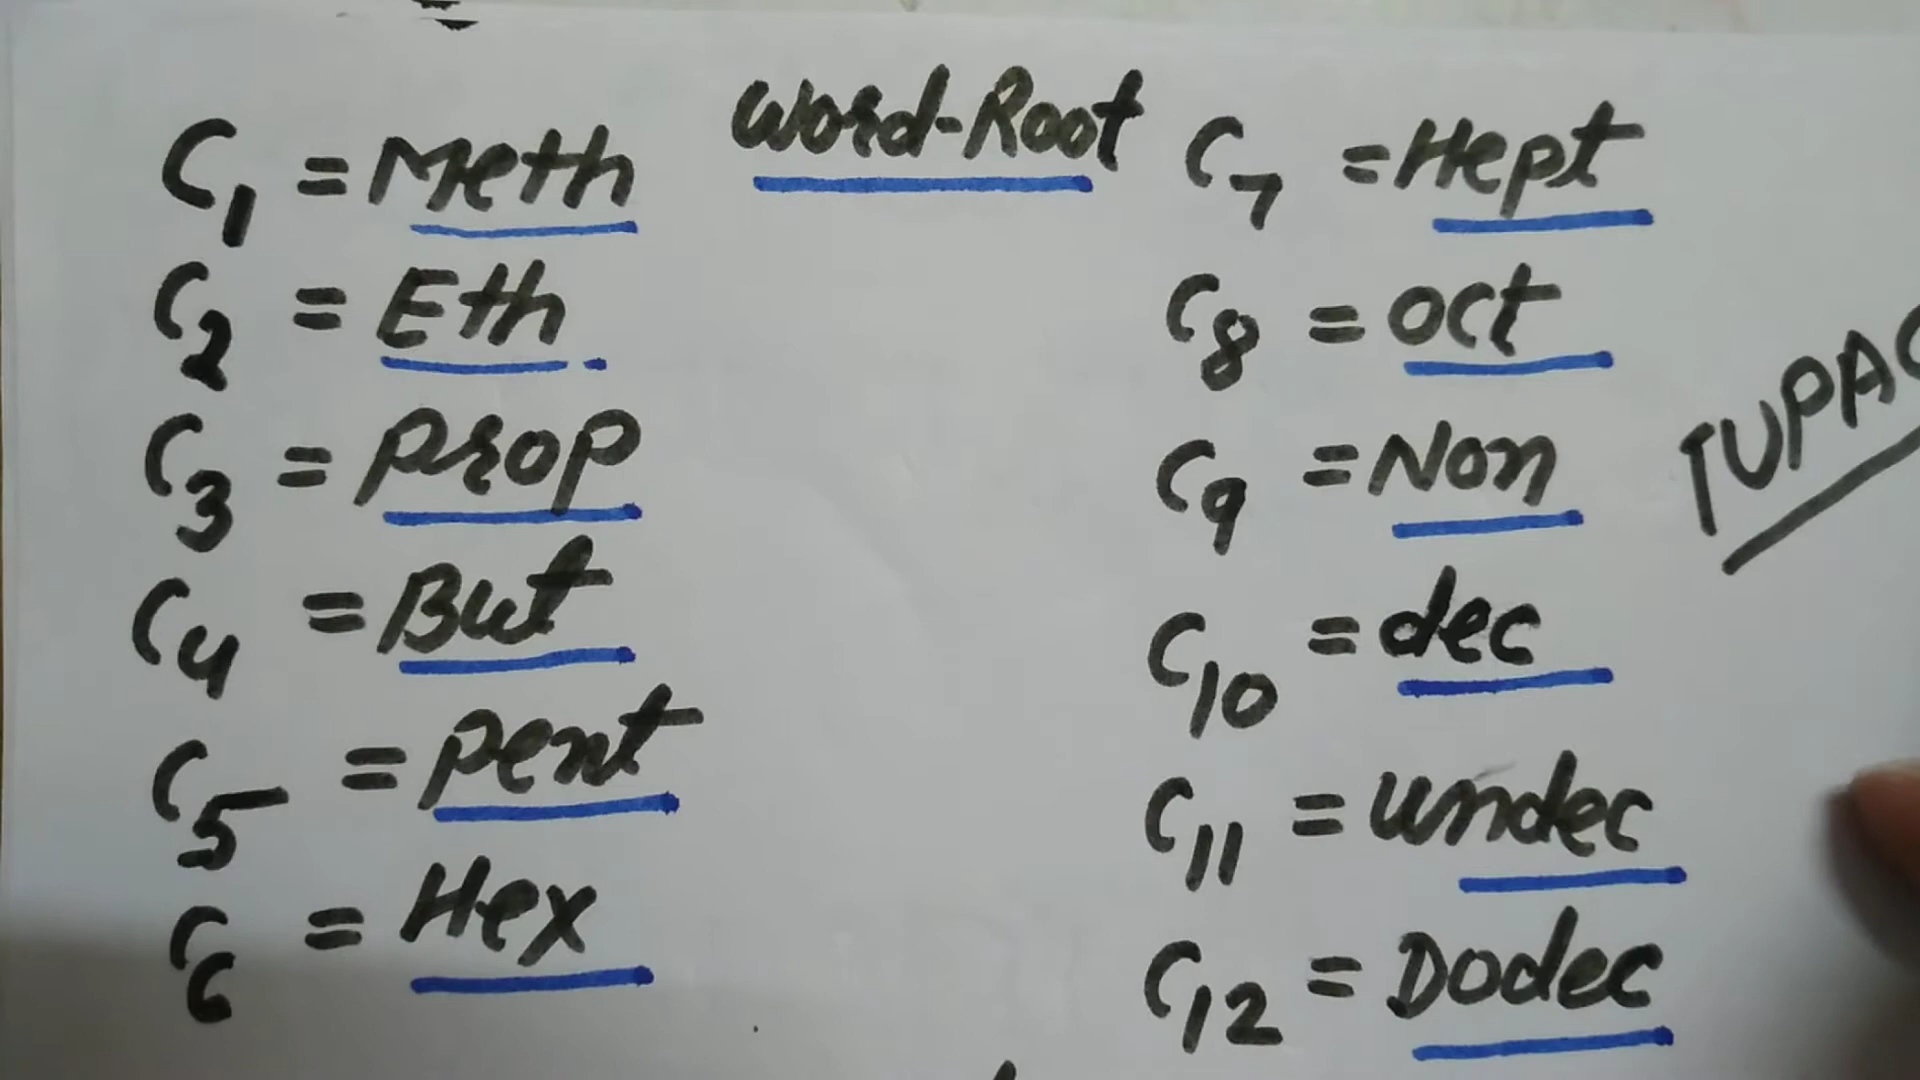 Word-Root
C1 = Meth
C2 = Eth
C3 = Prop
C4 = But
C5 = Pent
C6 = Hex
C7 = Hept
C8 = oct
C9 = Non
C10 = dec
C11 = undec
C12 = Dodec
IUPAC